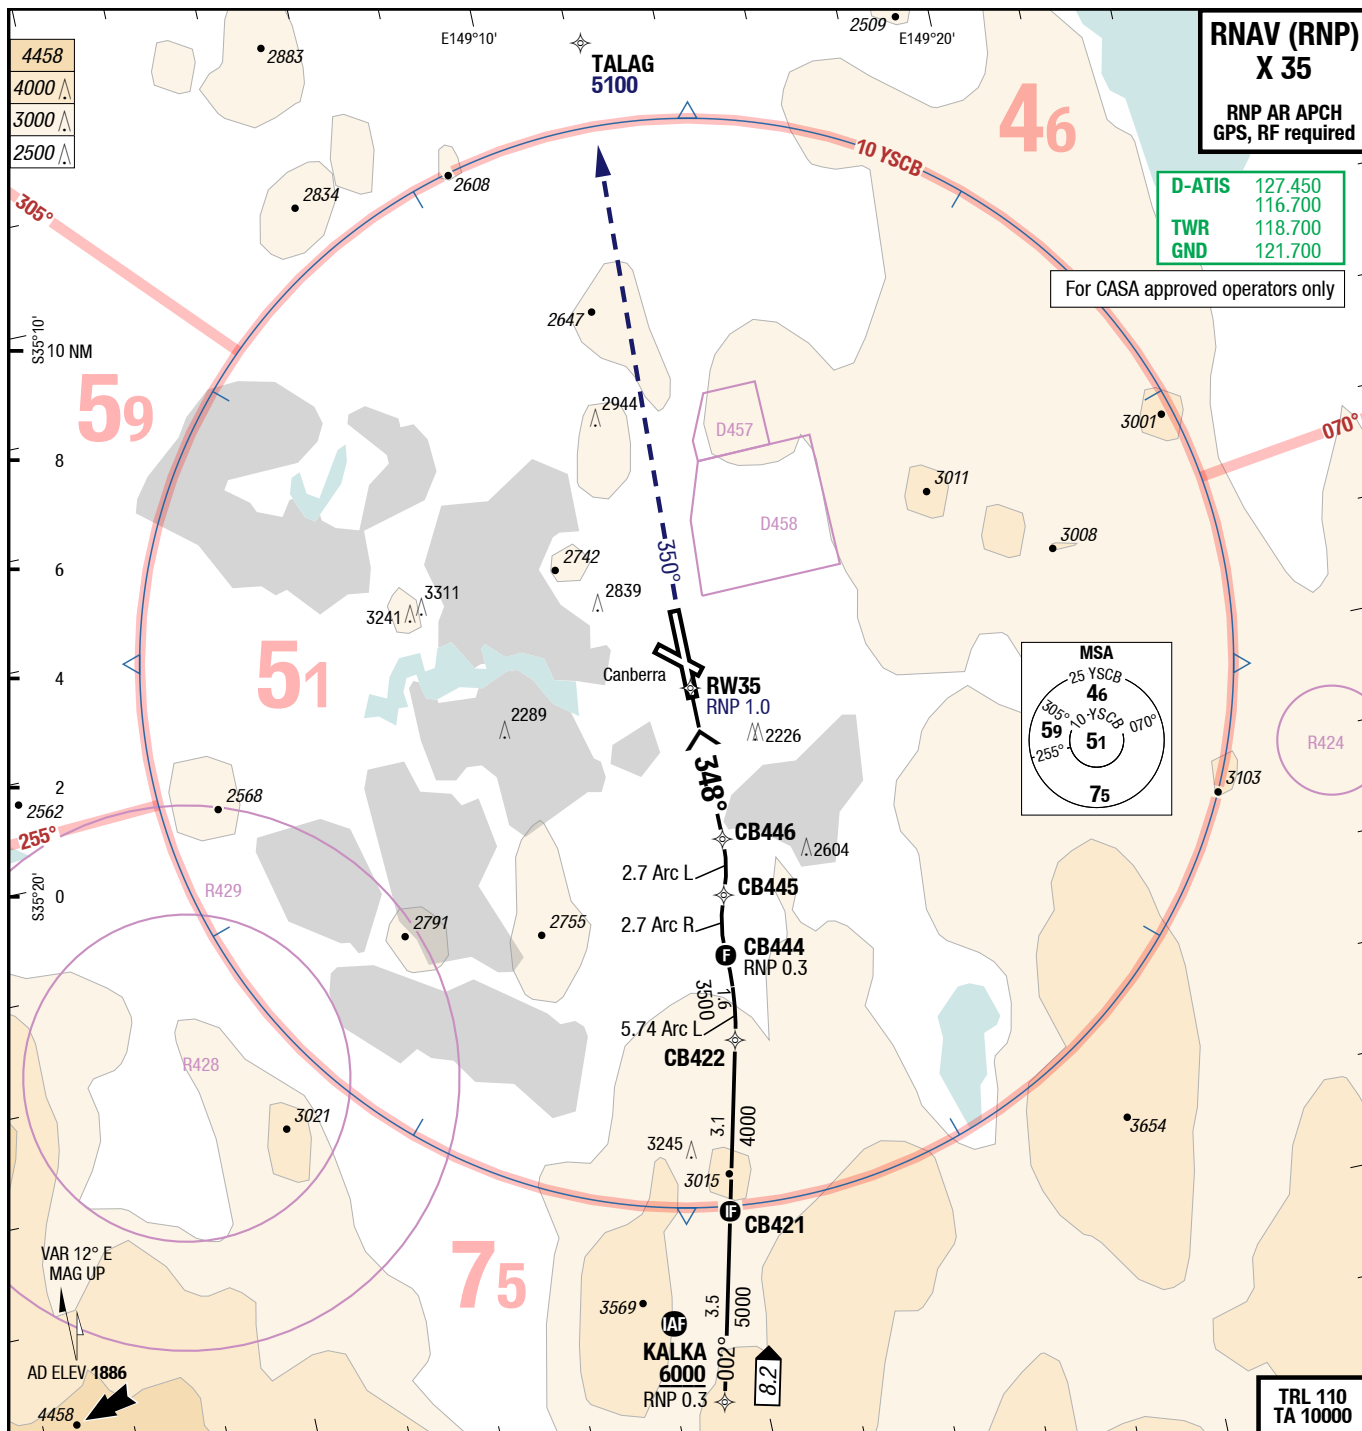 RNAV (RNP)
X 35
RNP AR APCH
GPS, RF required
D-ATIS 127.450
116.700
TWR 118.700
GND 121.700
For CASA approved operators only
4458
4000
3000
2500
E149°10'
E149°20'
2883
TALAG
5100
2509
46
10 YSCB
2608
2834
305°
2647
S35°10'
10 NM
59
2944
D457
3001
070°
8
3011
D458
3008
350°
6
2742
2839
3311
3241
51
4
Canberra
RW35
RNP 1.0
2289
2226
348°
MSA
25 YSCB
46
305°
10 YSCB
070°
59
51
255°
75
R424
3103
2
2562
2568
255°
CB446
2604
2.7 Arc L
S35°20'
0
R429
CB445
2791
2755
2.7 Arc R
F
CB444
RNP 0.3
1.6
3500
5.74 Arc L
CB422
R428
3021
3.1
4000
3654
3245
3015
IF
CB421
75
VAR 12° E
MAG UP
3569
3.5
5000
IAF
KALKA
6000
RNP 0.3
002°
8.2
AD ELEV 1886
4458
TRL 110
TA 10000